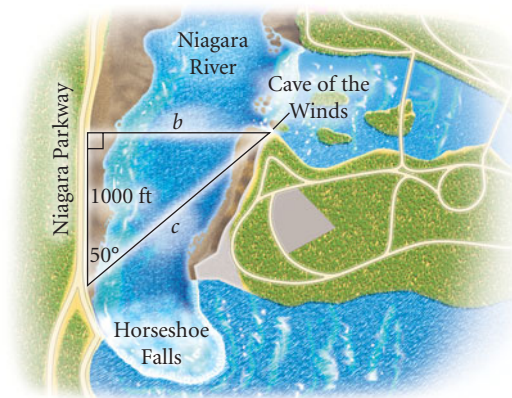 Niagara
River
Cave of the
Winds
b
Niagara Parkway
1000 ft
c
50°
Horseshoe
Falls